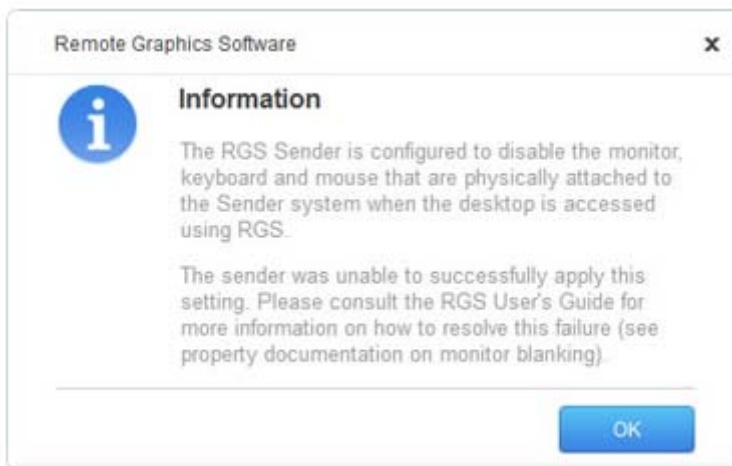 Remote Graphics Software
x
i
Information
The RGS Sender is configured to disable the monitor,
keyboard and mouse that are physically attached to
the Sender system when the desktop is accessed
using RGS.
The sender was unable to successfully apply this
setting. Please consult the RGS User's Guide for
more information on how to resolve this failure (see
property documentation on monitor blanking).
OK